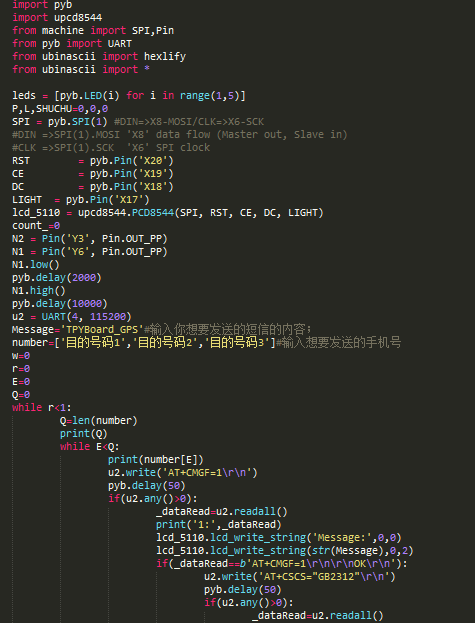 import pyb
import upcd8544
from machine import SPI,Pin
from pyb import UART
from ubinascii import hexlify
from ubinascii import *

leds = [pyb.LED(i) for i in range(1,5)]
P,L,SHUCHU=0,0,0
SPI = pyb.SPI(1) #DIN=>X8-MOSI/CLK=>X6-SCK
#DIN =>SPI(1).MOSI 'X8' data flow (Master out, Slave in)
#CLK =>SPI(1).SCK  'X6' SPI clock
RST        = pyb.Pin('X20')
CE         = pyb.Pin('X19')
DC         = pyb.Pin('X18')
LIGHT  = pyb.Pin('X17')
lcd_5110 = upcd8544.PCD8544(SPI, RST, CE, DC, LIGHT)
count_=0
N2 = Pin('Y3', Pin.OUT_PP)
N1 = Pin('Y6', Pin.OUT_PP)
N1.low()
pyb.delay(2000)
N1.high()
pyb.delay(10000)
u2 = UART(4, 115200)
Message='TPYBoard_GPS'#输入你想要发送的短信的内容；
number=['目的号码1','目的号码2','目的号码3']#输入想要发送的手机号
w=0
r=0
E=0
Q=0
while r<1:
        Q=len(number)
        print(Q)
        while E<Q:
                print(number[E])
                u2.write('AT+CMGF=1\r\n')
                pyb.delay(50)
                if(u2.any()>0):
                        _dataRead=u2.readall()
                        print('1:',_dataRead)
                        lcd_5110.lcd_write_string('Message:',0,0)
                        lcd_5110.lcd_write_string(str(Message),0,2)
                        if(_dataRead==b'AT+CMGF=1\r\n\r\nOK\r\n'):
                                u2.write('AT+CSCS="GB2312"\r\n')
                                pyb.delay(50)
                                if(u2.any()>0):
                                        _dataRead=u2.readall()